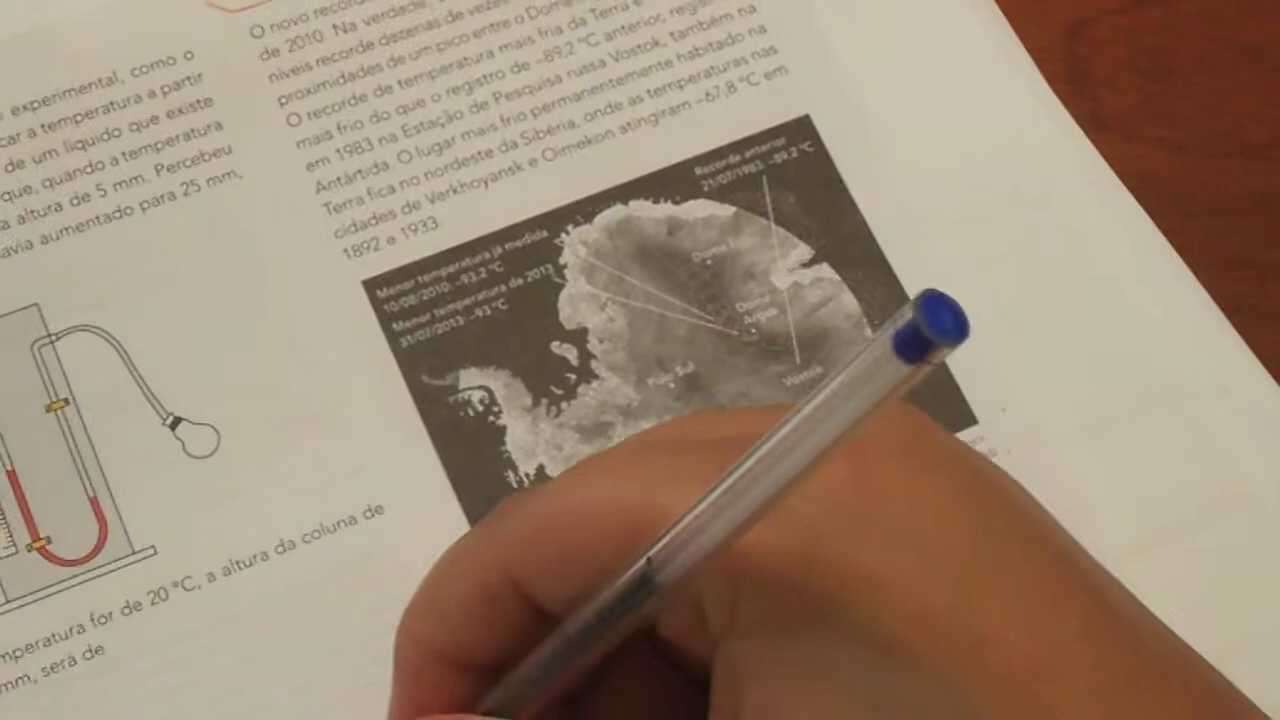 experimental, como o
car a temperatura a partir
de um líquido que existe
que, quando a temperatura
a altura de 5 mm. Percebeu
avia aumentado para 25 mm,
mperatura for de 20 °C, a altura da coluna de
mm, será de
O novo record
de 2010. Na verdade
níveis recorde dezenas de vezes
proximidades de um pico entre o Dome
O recorde de temperatura mais fria da Terra é
mais frio do que o registro de –89,2 °C anterior, regis
em 1983 na Estação de Pesquisa russa Vostok, também na
Antártida. O lugar mais frio permanentemente habitado na
Terra fica no nordeste da Sibéria, onde as temperaturas nas
cidades de Verkhoyansk e Oimekon atingiram –67,8 °C em
1892 e 1933.
Recorde anterior
21/07/1983: –89,2 °C
Menor temperatura já medida
10/08/2010: –93,2 °C
Menor temperatura de 2013
31/07/2013: –93 °C
Dome
Argus
Polo Sul
Vostok